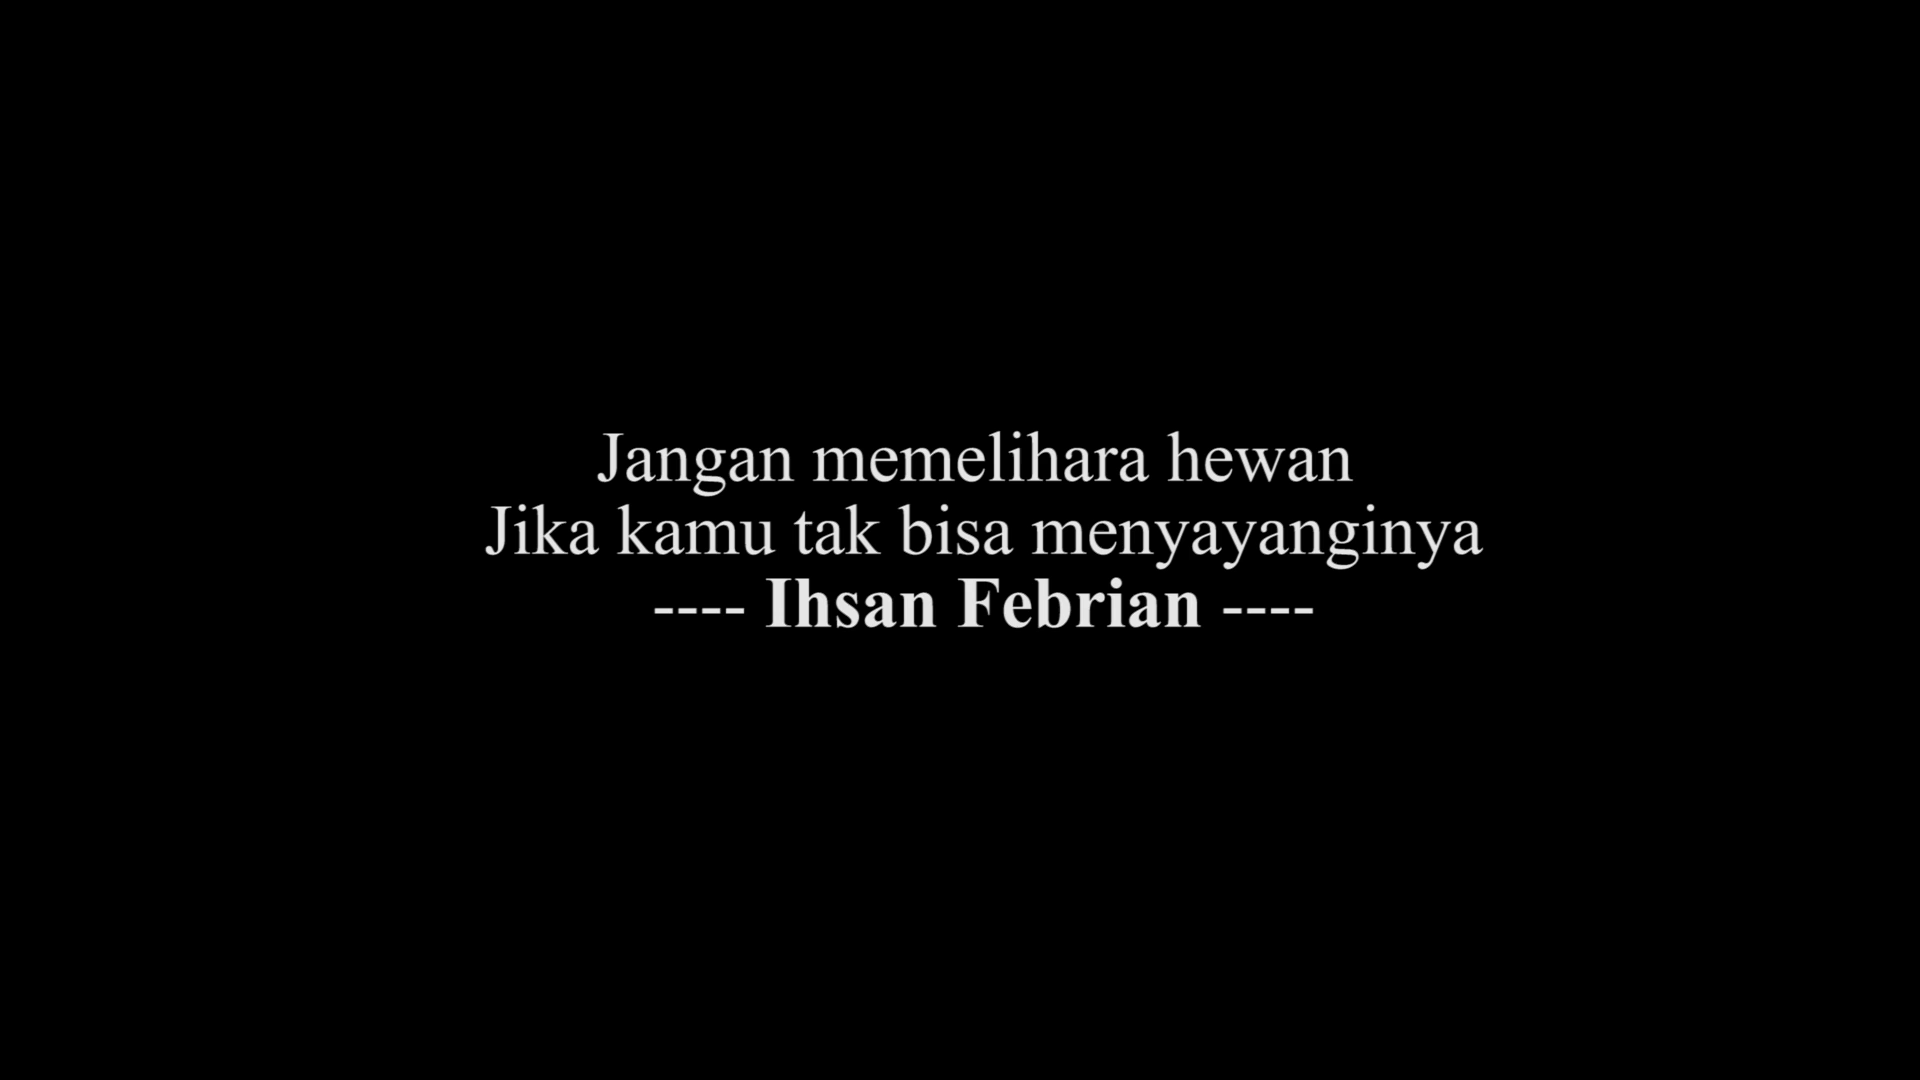 Jangan memelihara hewan
Jika kamu tak bisa menyayanginya
---- Ihsan Febrian ----